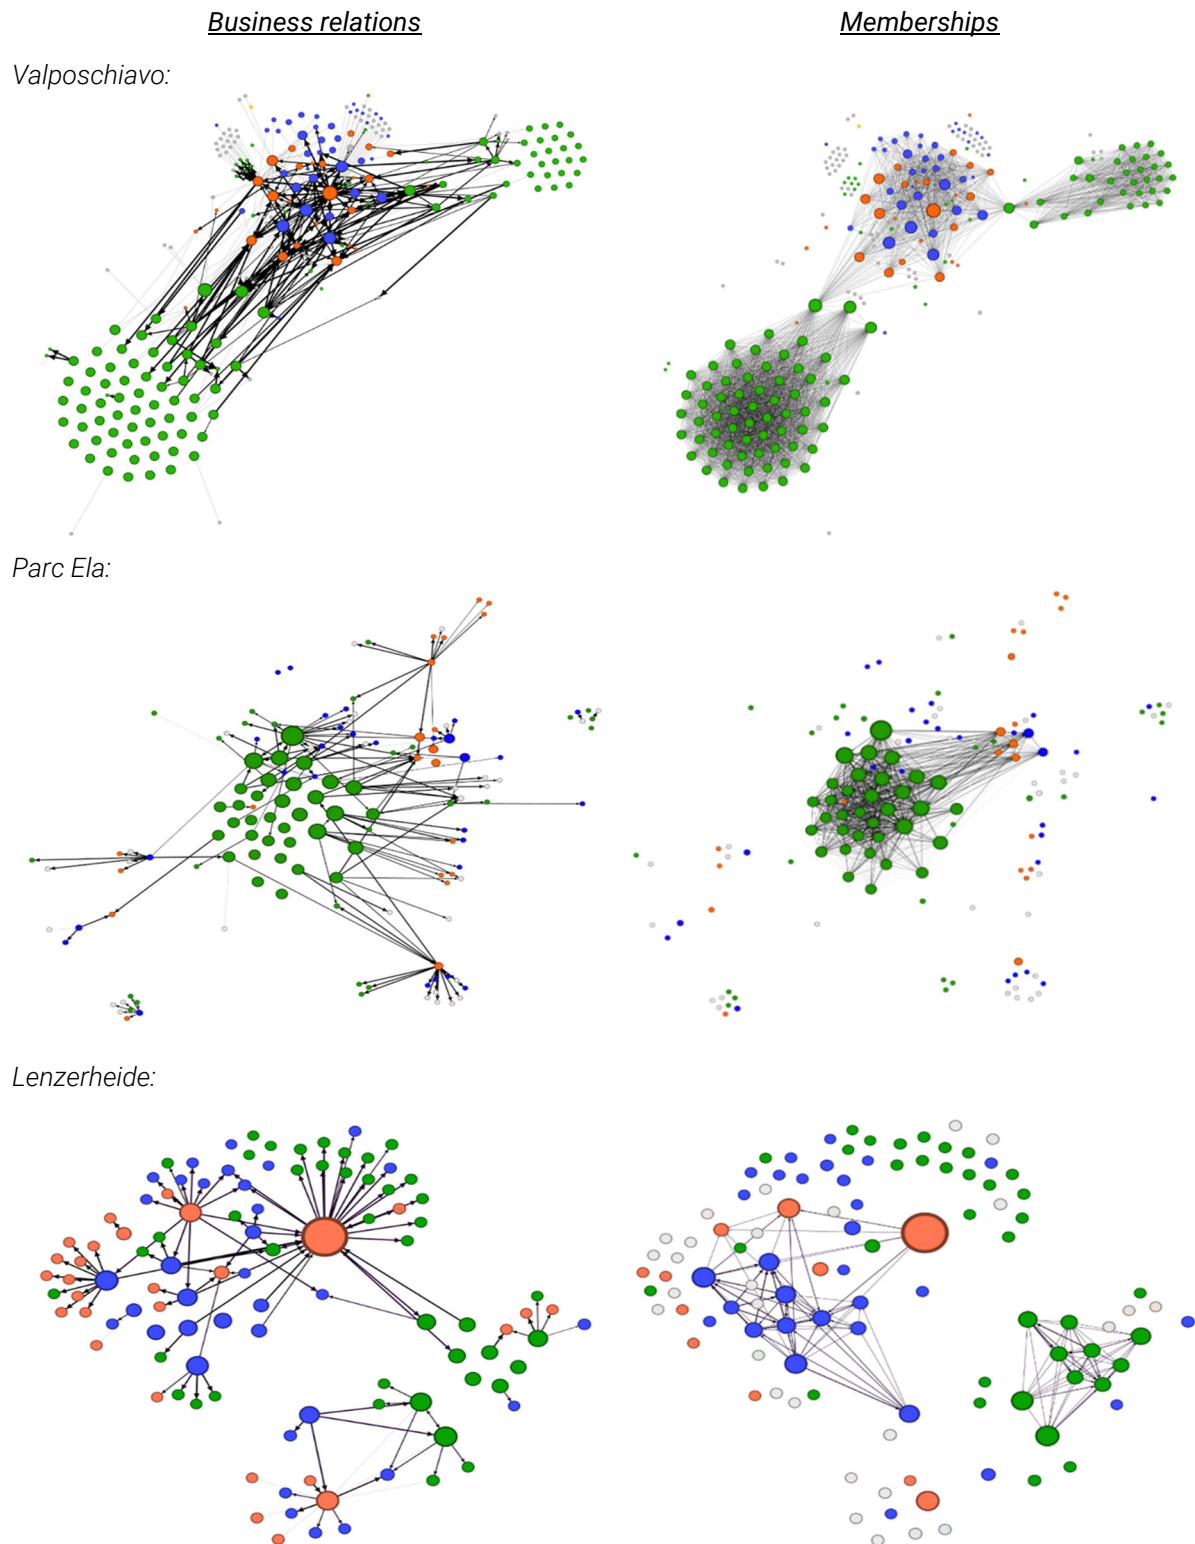 Business relations
Memberships
Valposchiavo:
Parc Ela:
Lenzerheide: